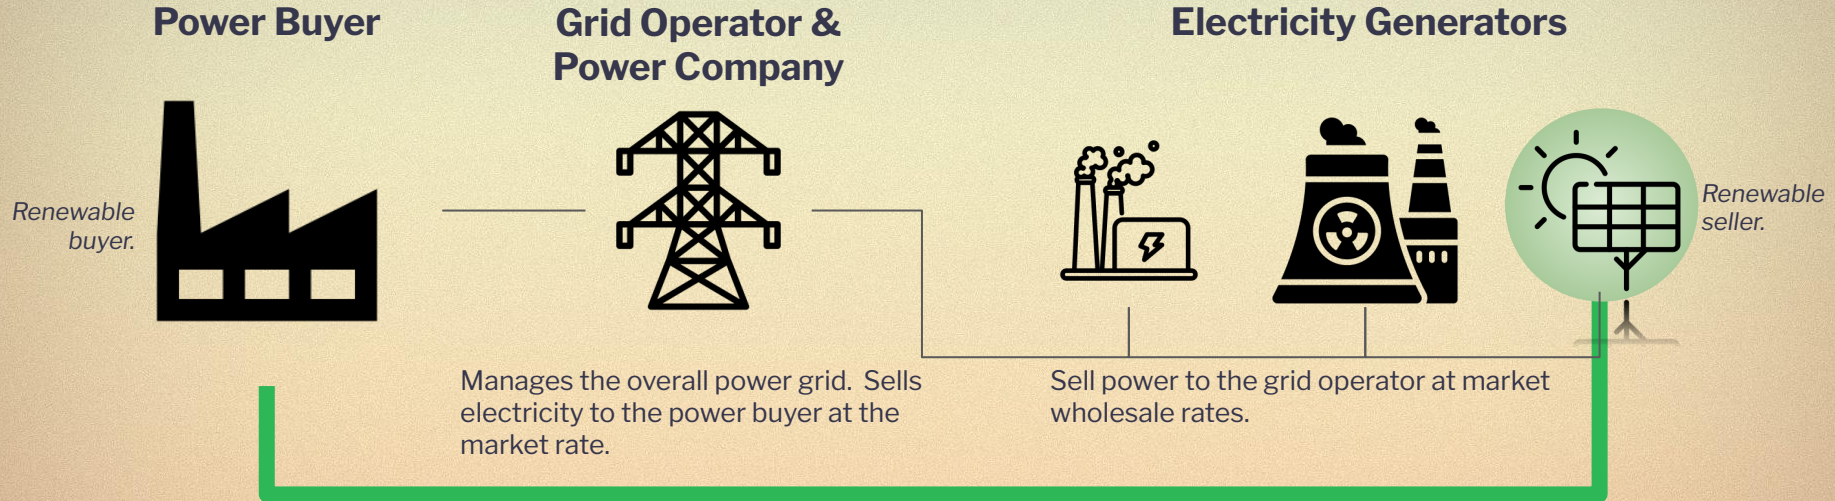 Power Buyer
Grid Operator &
Power Company
Electricity Generators
Renewable
buyer.
Renewable
seller.
Manages the overall power grid.  Sells
electricity to the power buyer at the
market rate.
Sell power to the grid operator at market
wholesale rates.